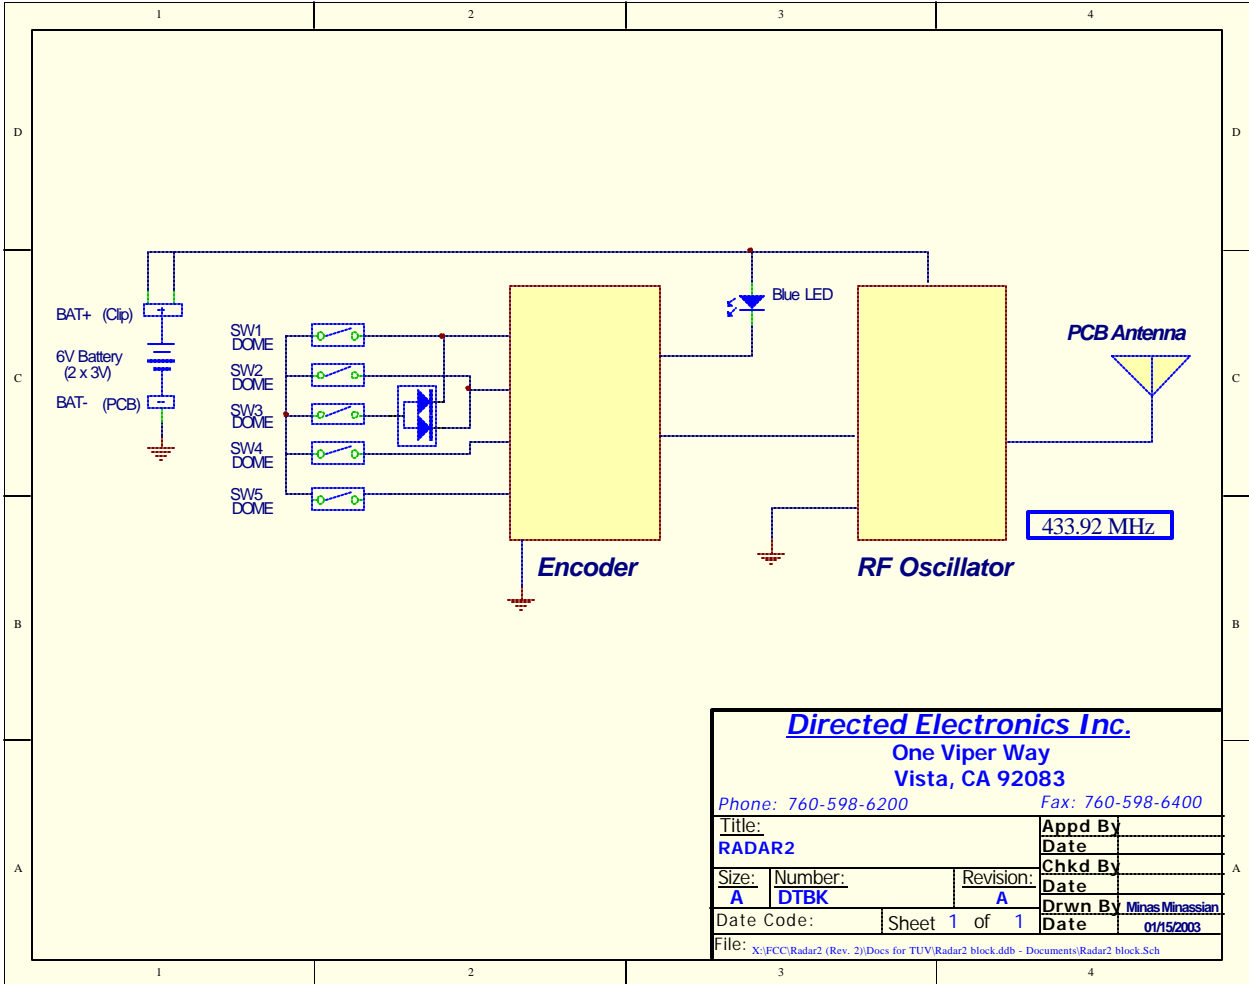 1 2 3 4
D D
Blue LED
BAT+ (Clip)
SW1
DOME
PCB Antenna
6V Battery
(2 x 3V)
SW2
DOME
C C
BAT- (PCB)
SW3
DOME
SW4
DOME
SW5
DOME
433.92 MHz
Encoder
RF Oscillator
B B
Directed Electronics Inc.
One Viper Way
Vista, CA 92083
Phone: 760-598-6200 Fax: 760-598-6400
Title:
RADAR2
Appd By
Date
A A
Size: Number: Revision:
A DTBK A
Chkd By
Date
Drwn By Minas Minassian
Date Code: Sheet 1 of 1
Date 01/15/2003
File: X:\FCC\Radar2 (Rev. 2)\Docs for TUV\Radar2 block.ddb - Documents\Radar2 block.Sch
1 2 3 4